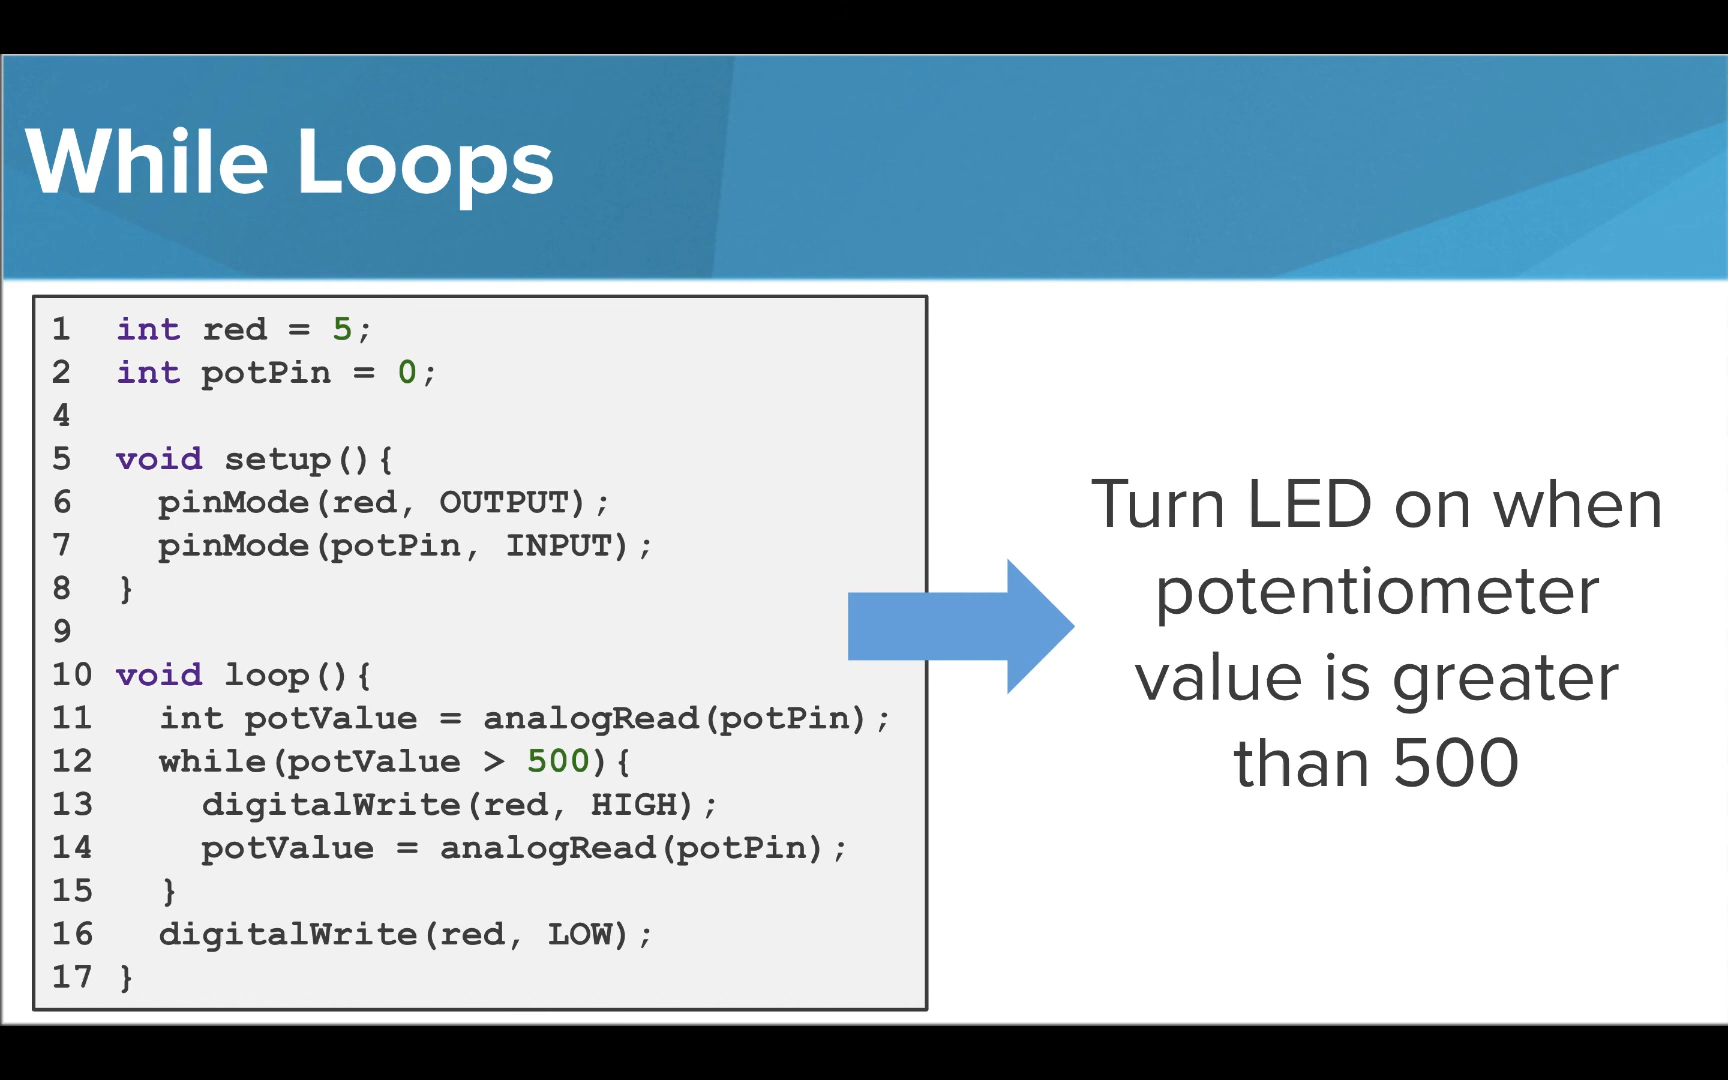 While Loops
1 int red = 5;
2 int potPin = 0;
4
5 void setup(){
6 pinMode(red, OUTPUT);
7 pinMode(potPin, INPUT);
8 }
9
10 void loop(){
11 int potValue = analogRead(potPin);
12 while(potValue > 500){
13 digitalWrite(red, HIGH);
14 potValue = analogRead(potPin);
15 }
16 digitalWrite(red, LOW);
17 }
Turn LED on when
potentiometer
value is greater
than 500